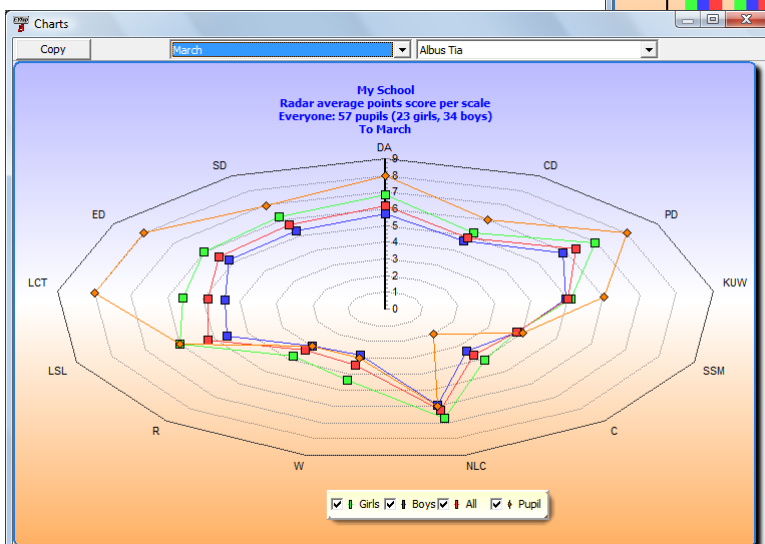 Charts
Copy
March
Albus Tia
My School
Radar average points score per scale
Everyone: 57 pupils (23 girls, 34 boys)
To March
DA
SD
CD
ED
PD
LCT
KUW
LSL
SSM
R
C
W
NLC
9
8
7
6
5
4
3
2
1
0
Girls
Boys
All
Pupil